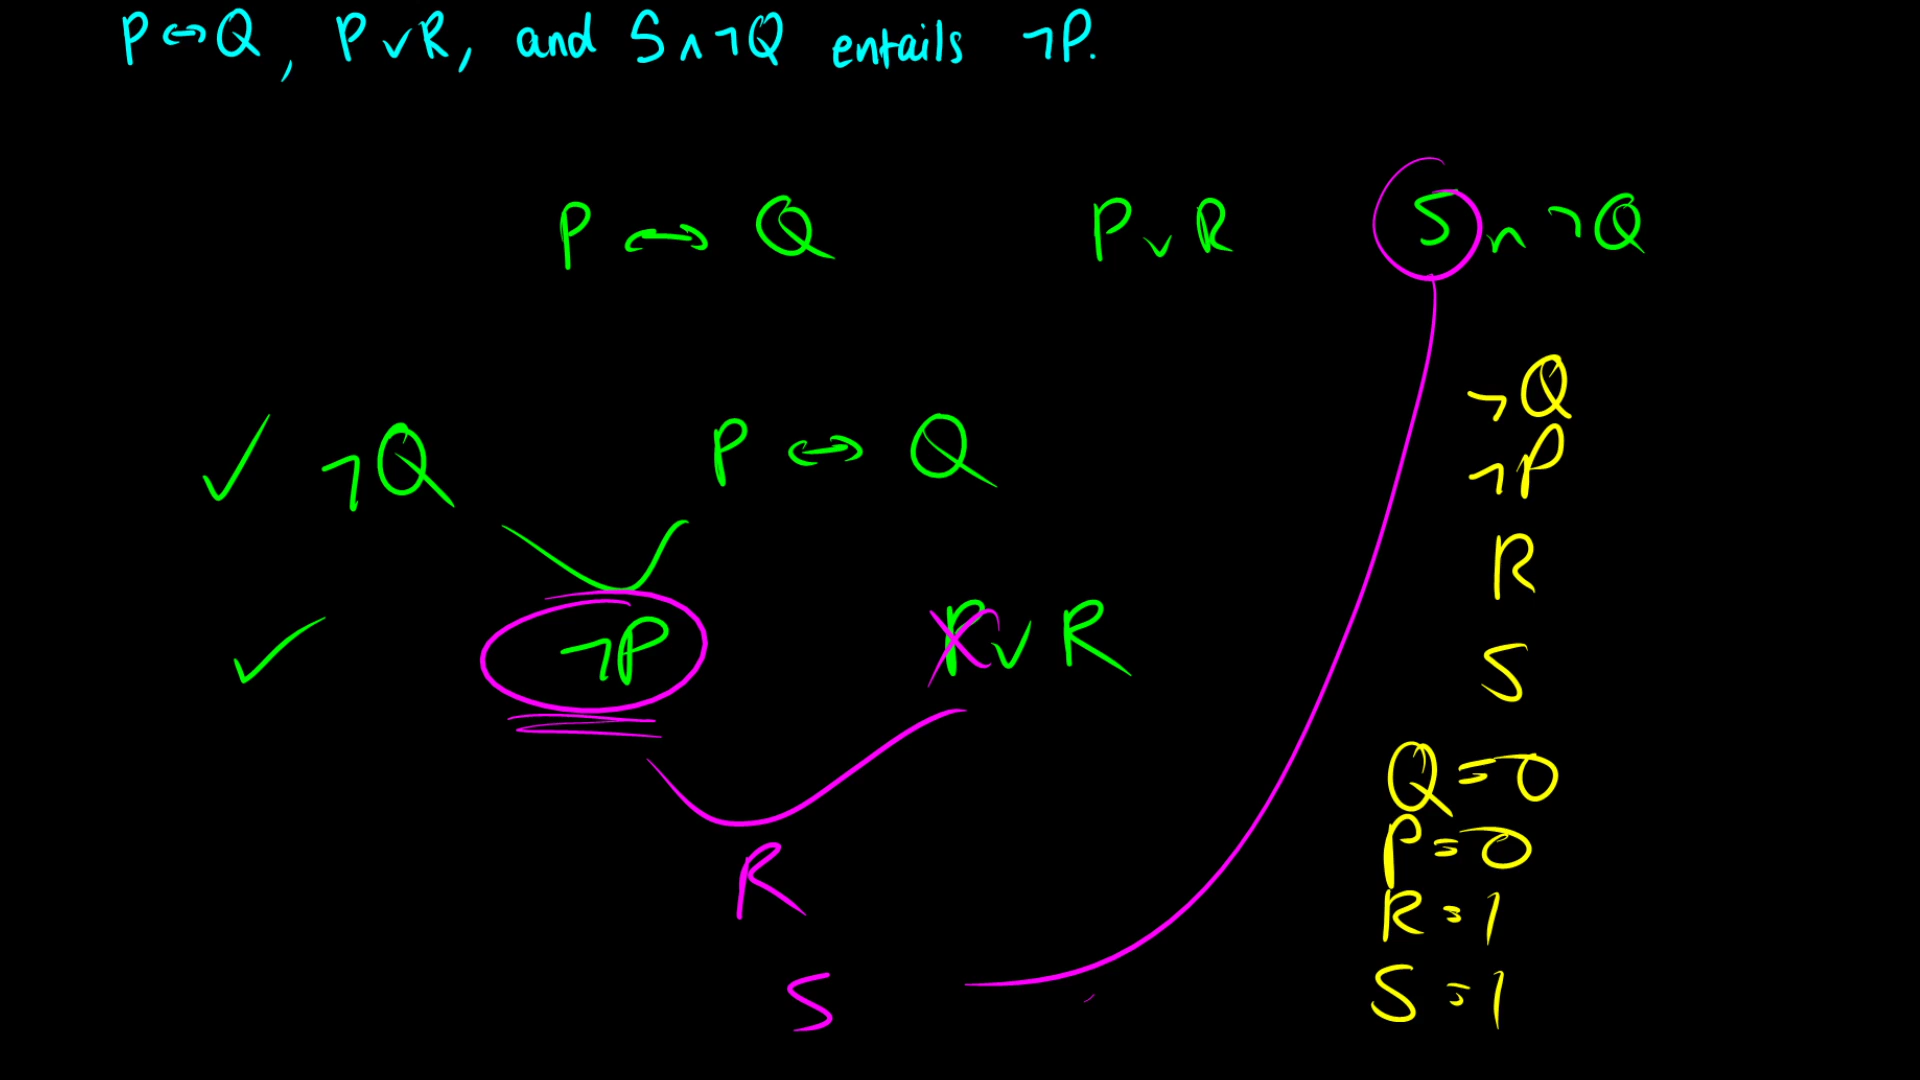 P ↔ Q, P ∨ R, and S ∧ ¬Q entails ¬P.
P ↔ Q P ∨ R S ∧ ¬Q
¬Q
✓ ¬Q P ↔ Q
¬P
R
✓ ¬P P ∨ R
S
Q = 0
P = 0
R
R = 1
S
S = 1